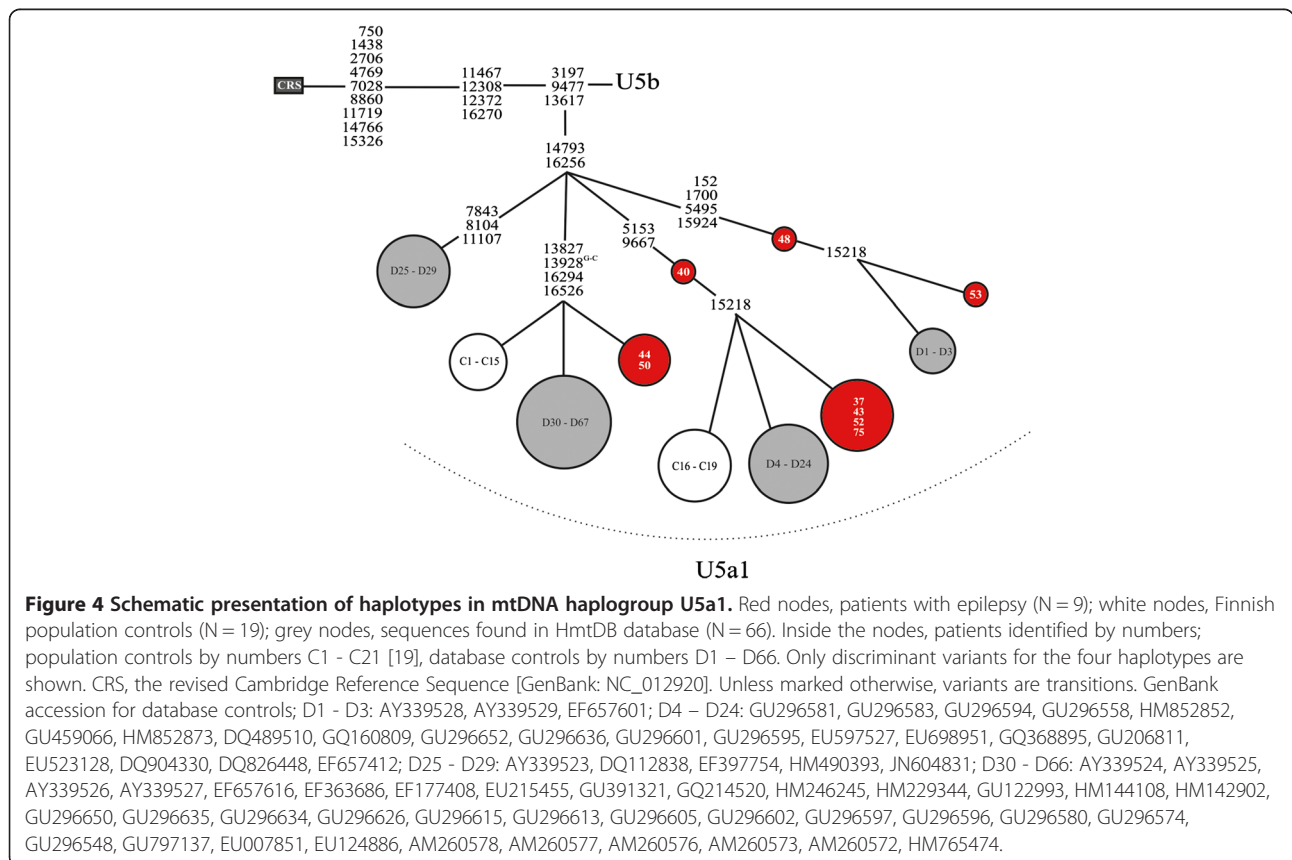 750
1438
2706
4769
7028
8860
11719
14766
15326
CRS
11467
12308
12372
16270
3197
9477
13617
U5b
14793
16256
7843
8104
11107
13827
13928G-C
16294
16526
5153
9667
152
1700
5495
15924
48
15218
53
40
15218
D25 - D29
C1 - C15
44
50
D1 - D3
D30 - D67
37
43
52
75
C16 - C19
D4 - D24
U5a1
Figure 4 Schematic presentation of haplotypes in mtDNA haplogroup U5a1. Red nodes, patients with epilepsy (N = 9); white nodes, Finnish
population controls (N = 19); grey nodes, sequences found in HmtDB database (N = 66). Inside the nodes, patients identified by numbers;
population controls by numbers C1 - C21 [19], database controls by numbers D1 – D66. Only discriminant variants for the four haplotypes are
shown. CRS, the revised Cambridge Reference Sequence [GenBank: NC_012920]. Unless marked otherwise, variants are transitions. GenBank
accession for database controls; D1 - D3: AY339528, AY339529, EF657601; D4 – D24: GU296581, GU296583, GU296594, GU296558, HM852852,
GU459066, HM852873, DQ489510, GQ160809, GU296652, GU296636, GU296601, GU296595, EU597527, EU698951, GQ368895, GU206811,
EU523128, DQ904330, DQ826448, EF657412; D25 - D29: AY339523, DQ112838, EF397754, HM490393, JN604831; D30 - D66: AY339524, AY339525,
AY339526, AY339527, EF657616, EF363686, EF177408, EU215455, GU391321, GQ214520, HM246245, HM229344, GU122993, HM144108, HM142902,
GU296650, GU296635, GU296634, GU296626, GU296615, GU296613, GU296605, GU296602, GU296597, GU296596, GU296580, GU296574,
GU296548, GU797137, EU007851, EU124886, AM260578, AM260577, AM260576, AM260573, AM260572, HM765474.